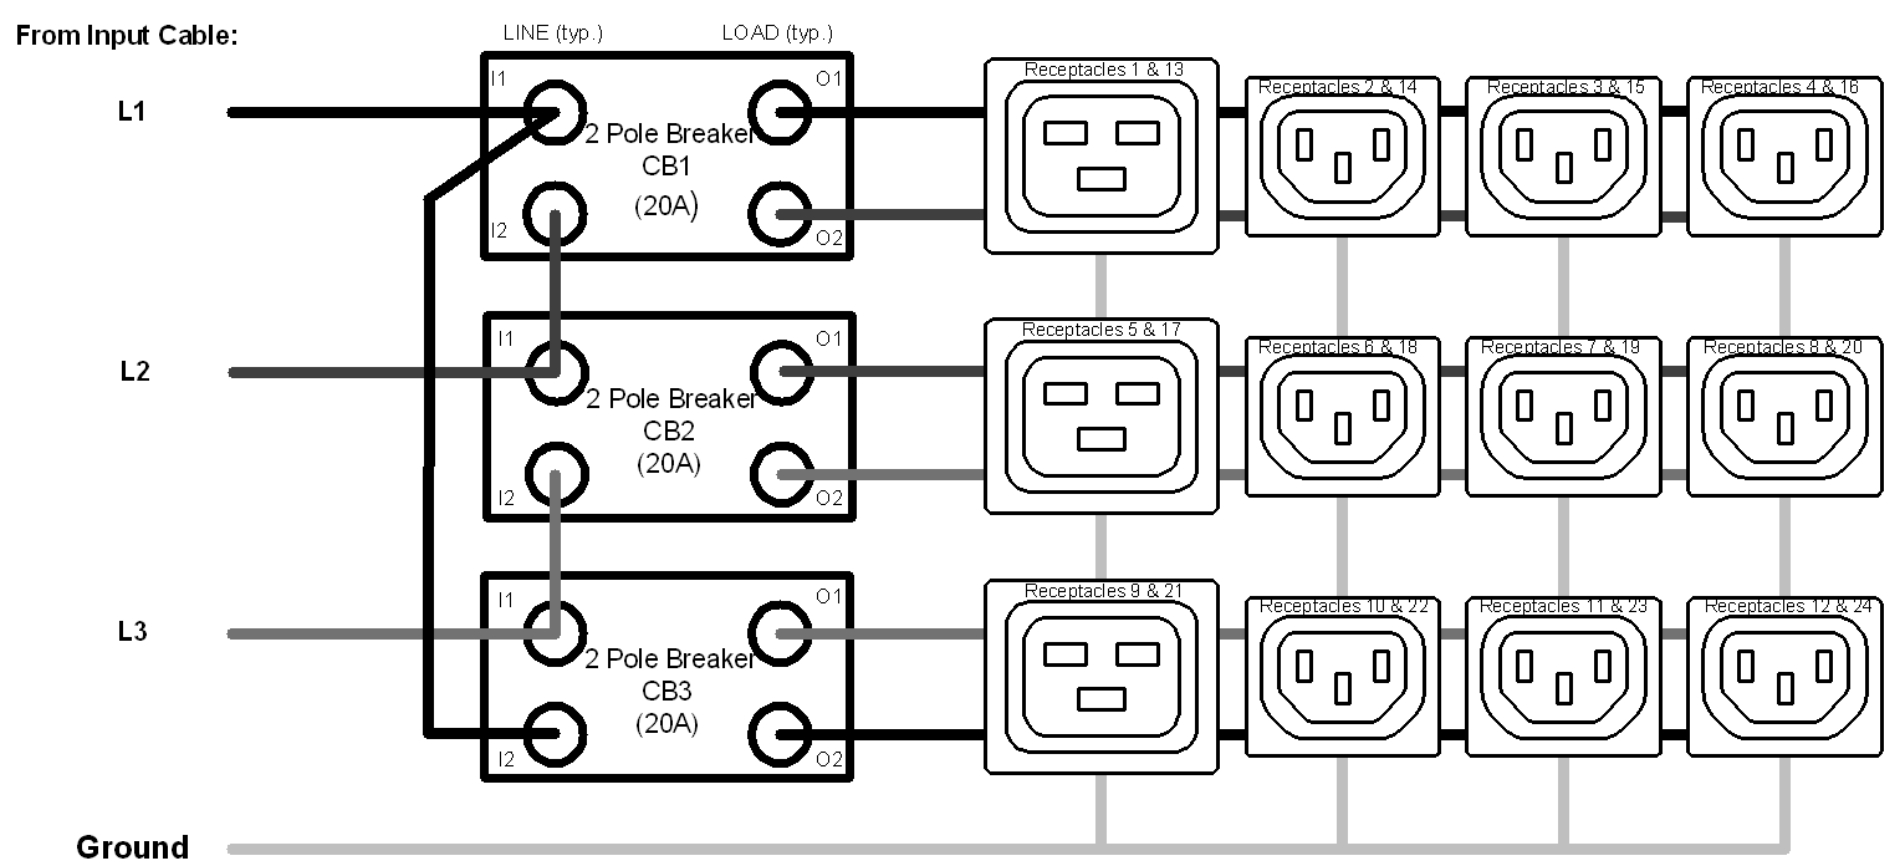 From Input Cable:
LINE (typ.)
LOAD (typ.)
L1
I1
O1
2 Pole Breaker
CB1
(20A)
I2
O2
Receptacles 1 & 13
Receptacles 2 & 14
Receptacles 3 & 15
Receptacles 4 & 16
L2
I1
O1
2 Pole Breaker
CB2
(20A)
I2
O2
Receptacles 5 & 17
Receptacles 6 & 18
Receptacles 7 & 19
Receptacles 8 & 20
L3
I1
O1
2 Pole Breaker
CB3
(20A)
I2
O2
Receptacles 9 & 21
Receptacles 10 & 22
Receptacles 11 & 23
Receptacles 12 & 24
Ground